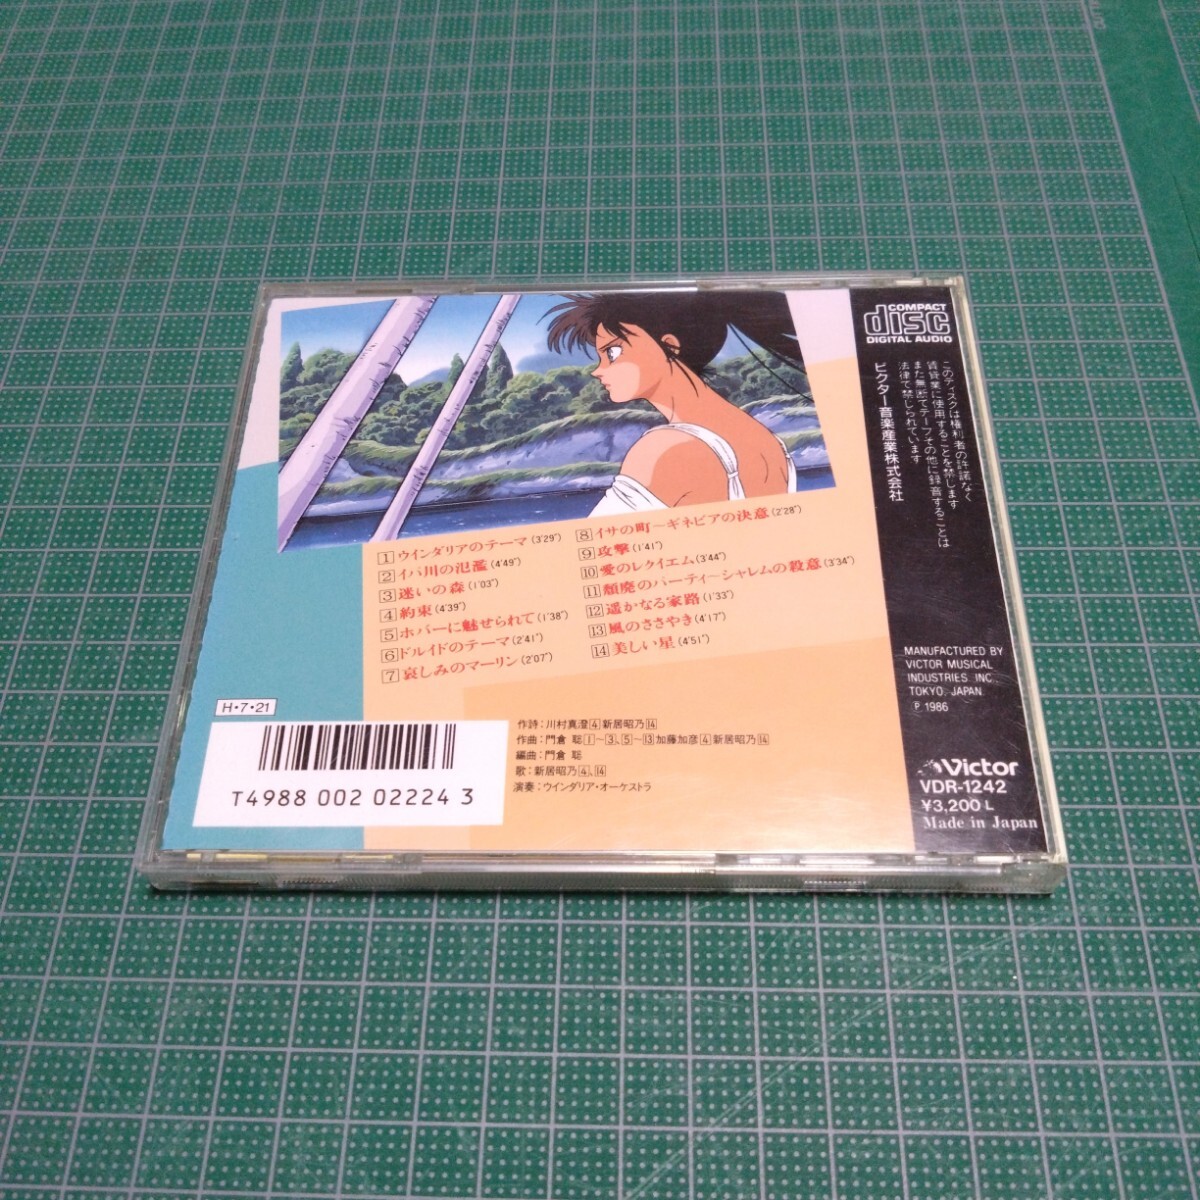 COMPACT
disc
DIGITAL AUDIO
このディスクは権利者の許諾なく
賃貸業に使用することを禁じます
また無断でテープその他に録音することは
法律で禁じられています
ビクター音楽産業株式会社
1 ウインダリアのテーマ(3'29")
2 イパ川の氾濫(4'49")
3 迷いの森(1'03")
4 約束(4'39")
5 ホバーに魅せられて(1'38")
6 ドルイドのテーマ(2'41")
7 哀しみのマーリン(2'07")
8 イサの町〜ギネビアの決意(2'28")
9 攻撃(1'41")
10 愛のレクイエム(3'44")
11 頽廃のパーティ〜シャレムの殺意(3'34")
12 遥かなる家路(1'33")
13 風のささやき(4'17")
14 美しい星(4'51")
H・7・21
T4988 002 02224 3
作詩：川村真澄4 新居昭乃14
作曲：門倉 聡1〜3、5〜13 加藤加彦4 新居昭乃14
編曲：門倉 聡
歌：新居昭乃4、14
演奏：ウインダリア・オーケストラ
MANUFACTURED BY
VICTOR MUSICAL
INDUSTRIES INC.
TOKYO, JAPAN
Ⓟ 1986
Victor
VDR-1242
¥3,200 L
Made in Japan